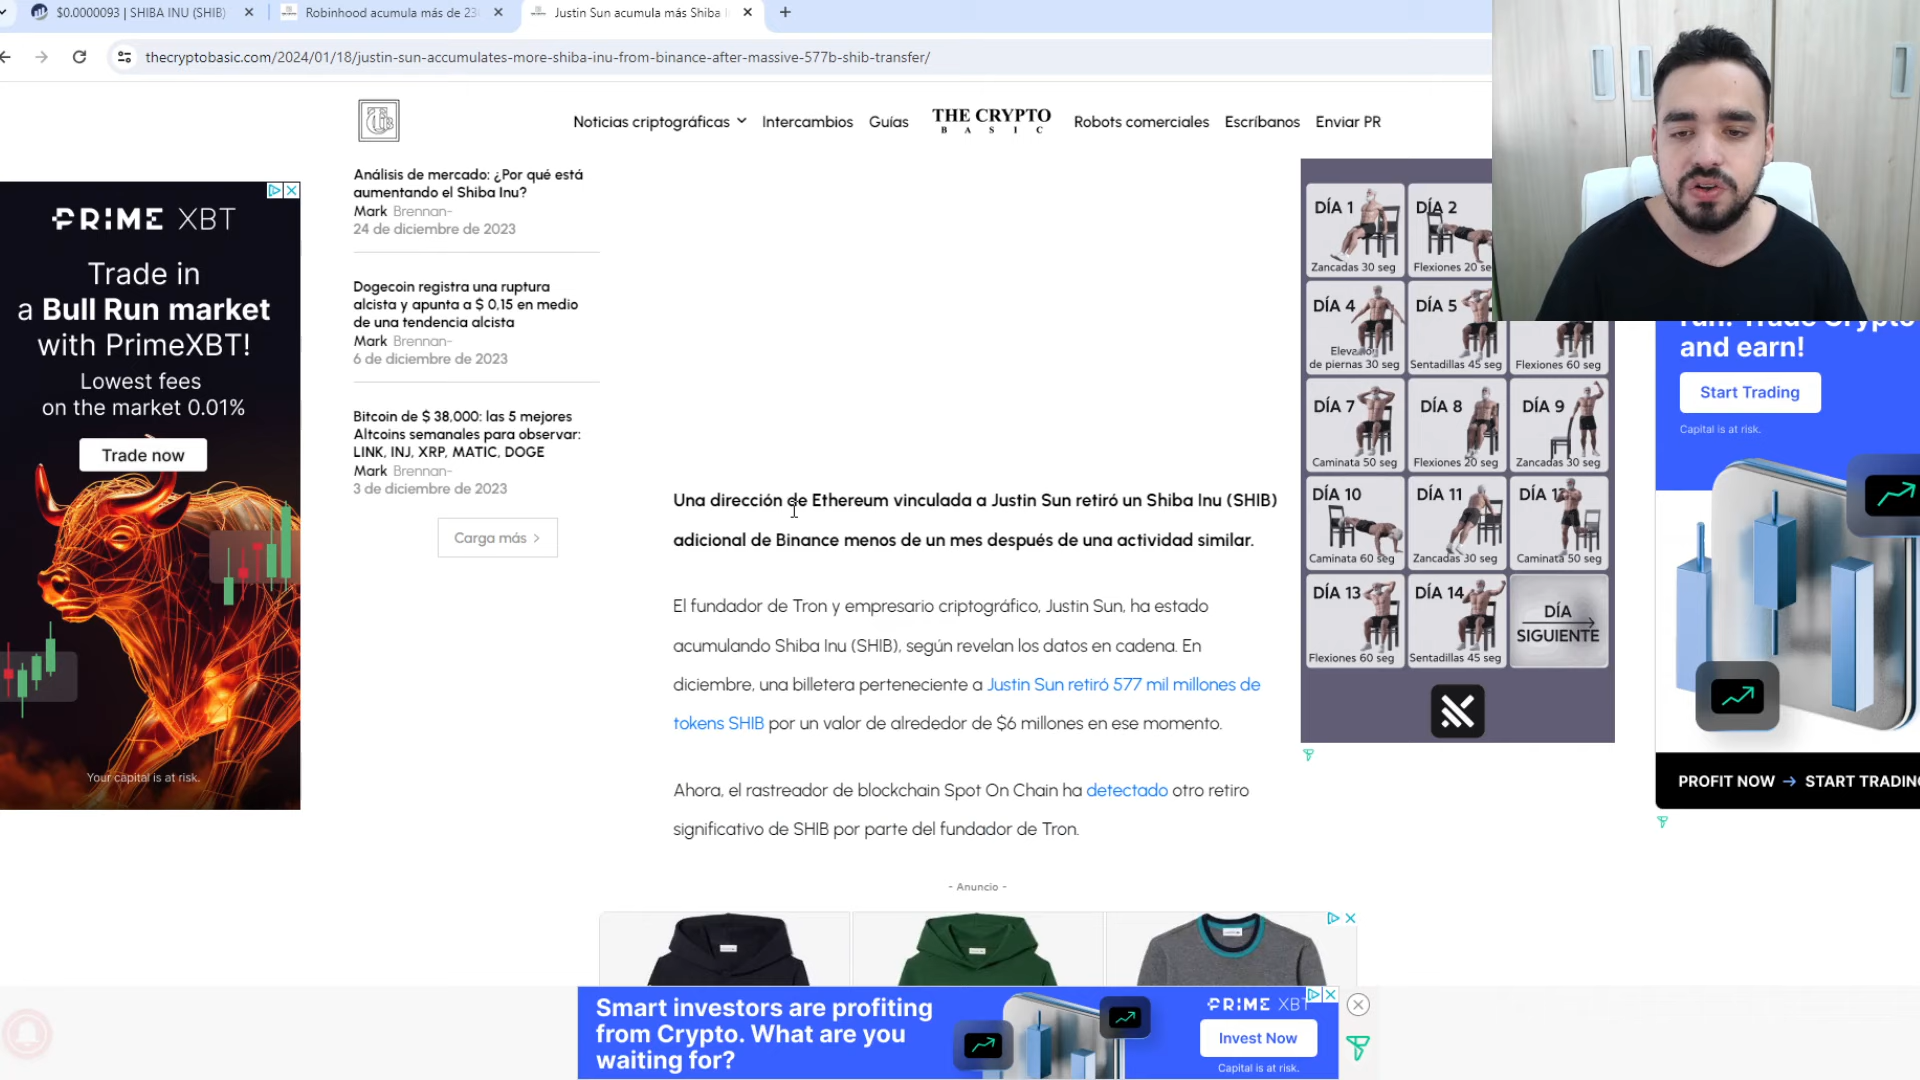 $0.0000093 | SHIBA INU (SHIB)
Robinhood acumula más de 23
Justin Sun acumula más Shiba I
thecryptobasic.com/2024/01/18/justin-sun-accumulates-more-shiba-inu-from-binance-after-massive-577b-shib-transfer/
Noticias criptográficas
Intercambios
Guías
THE CRYPTO
BASIC
Robots comerciales
Escríbanos
Enviar PR
Análisis de mercado: ¿Por qué está
aumentando el Shiba Inu?
Mark Brennan-
24 de diciembre de 2023
Dogecoin registra una ruptura
alcista y apunta a $ 0,15 en medio
de una tendencia alcista
Mark Brennan-
6 de diciembre de 2023
Bitcoin de $ 38,000: las 5 mejores
Altcoins semanales para observar:
LINK, INJ, XRP, MATIC, DOGE
Mark Brennan-
3 de diciembre de 2023
Carga más
PRIME XBT
Trade in
a Bull Run market
with PrimeXBT!
Lowest fees
on the market 0.01%
Trade now
Your capital is at risk.
Una dirección de Ethereum vinculada a Justin Sun retiró un Shiba Inu (SHIB)
adicional de Binance menos de un mes después de una actividad similar.
El fundador de Tron y empresario criptográfico, Justin Sun, ha estado
acumulando Shiba Inu (SHIB), según revelan los datos en cadena. En
diciembre, una billetera perteneciente a Justin Sun retiró 577 mil millones de
tokens SHIB por un valor de alrededor de $6 millones en ese momento.
Ahora, el rastreador de blockchain Spot On Chain ha detectado otro retiro
significativo de SHIB por parte del fundador de Tron.
- Anuncio -
DÍA 1
Zancadas 30 seg
DÍA 2
Flexiones 20 se
DÍA 4
de piernas 30 seg
DÍA 5
Sentadillas 45 seg
Flexiones 60 seg
DÍA 7
Caminata 50 seg
DÍA 8
Flexiones 20 seg
DÍA 9
Zancadas 30 seg
DÍA 10
Caminata 60 seg
DÍA 11
Zancadas 30 seg
DÍA
Caminata 50 seg
DÍA 13
Flexiones 60 seg
DÍA 14
Sentadillas 45 seg
DÍA
SIGUIENTE
run! Trade Crypto
and earn!
Start Trading
Capital is at risk.
PROFIT NOW → START TRADING
Smart investors are profiting
from Crypto. What are you
waiting for?
PRIME XBT
Invest Now
Capital is at risk.